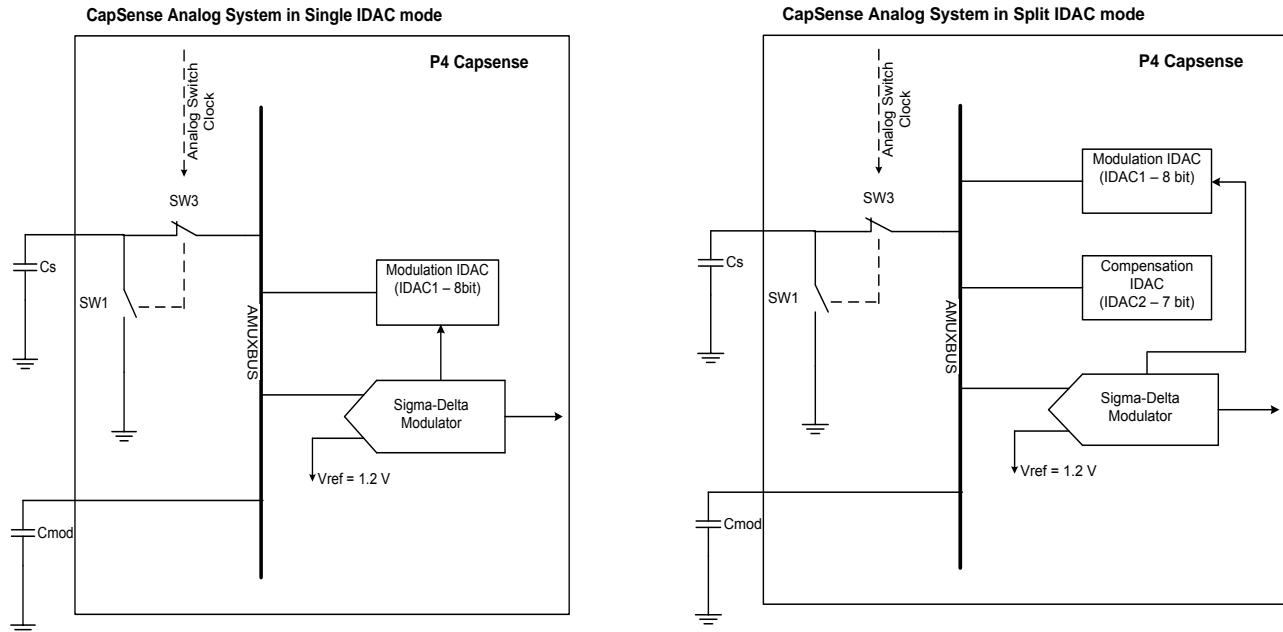 CapSense Analog System in Single IDAC mode
P4 Capsense
Analog Switch
Clock
SW3
Cs
SW1
Modulation IDAC
(IDAC1 – 8bit)
AMUXBUS
Sigma-Delta
Modulator
Vref = 1.2 V
Cmod
CapSense Analog System in Split IDAC mode
P4 Capsense
Analog Switch
Clock
Modulation IDAC
(IDAC1 – 8 bit)
SW3
Cs
SW1
Compensation
IDAC
(IDAC2 – 7 bit)
AMUXBUS
Sigma-Delta
Modulator
Vref = 1.2 V
Cmod